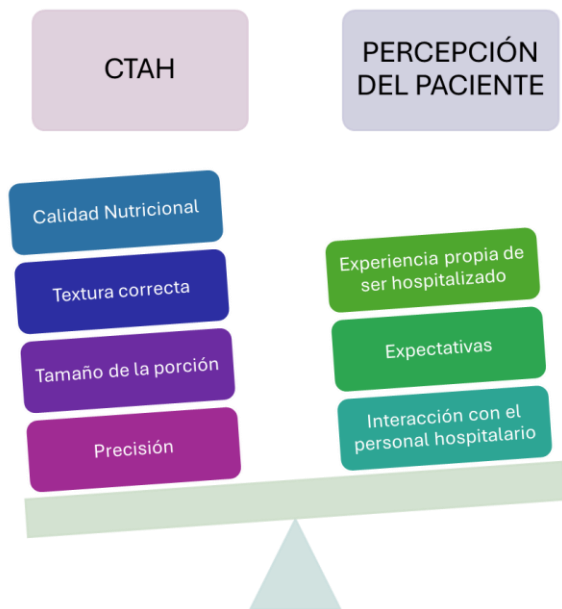 CTAH
PERCEPCIÓN
DEL PACIENTE
Calidad Nutricional
Textura correcta
Tamaño de la porción
Precisión
Experiencia propia de
ser hospitalizado
Expectativas
Interacción con el
personal hospitalario